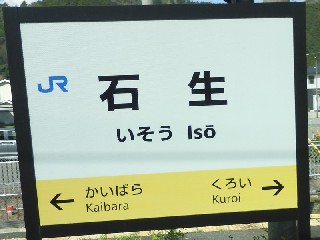 JR
石生
いそう Isō
← かいばら くろい →
Kaibara Kuroi